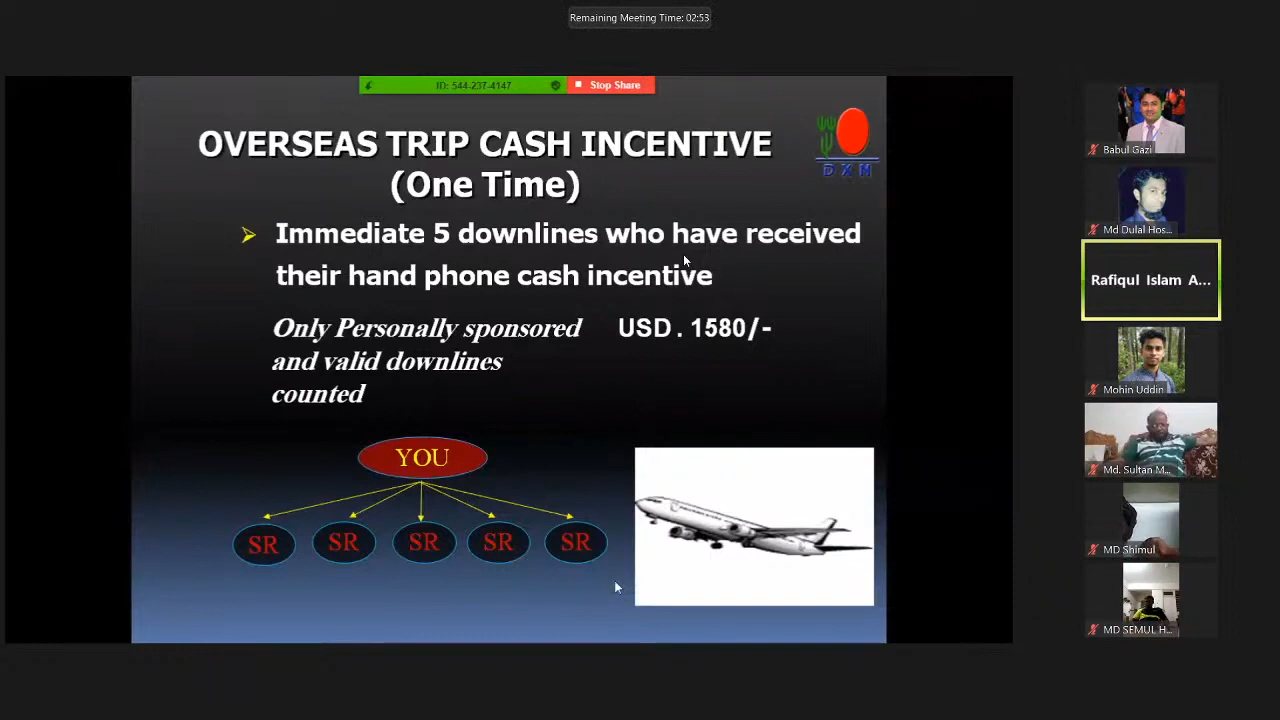 Remaining Meeting Time: 02:53
ID: 544-237-4147
Stop Share
OVERSEAS TRIP CASH INCENTIVE
(One Time)
DXN
Immediate 5 downlines who have received
their hand phone cash incentive
Only Personally sponsored
and valid downlines
counted
USD . 1580/-
YOU
SR SR SR SR SR
Babul Gazi
Md Dulal Hos...
Rafiqul Islam A...
Mohin Uddin
Md. Sultan M...
MD Shimul
MD SEMUL H...